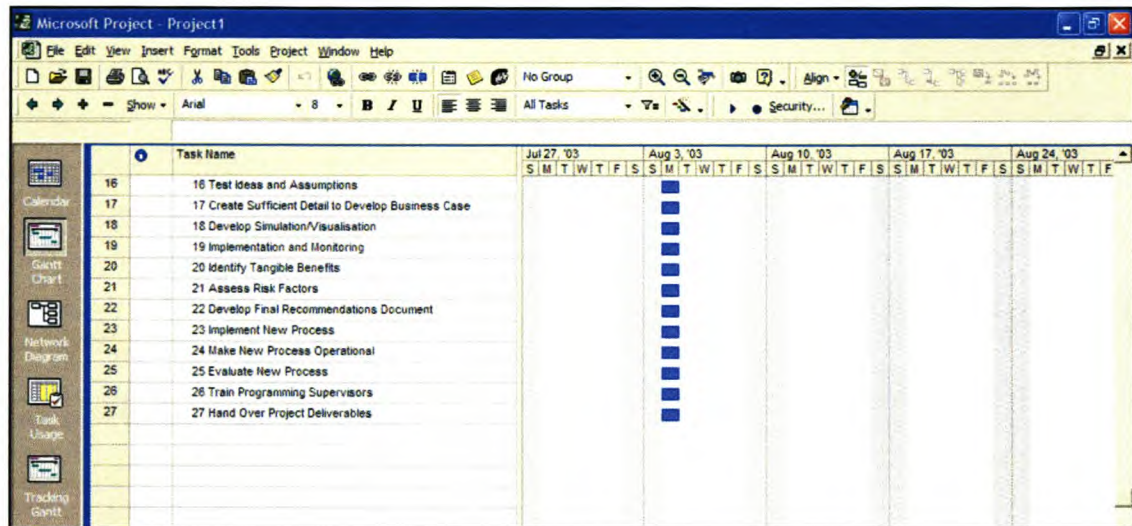 Microsoft Project - Project1
File Edit View Insert Format Tools Project Window Help
No Group Align
Show Arial 8 B I U All Tasks Security...
Task Name Jul 27, '03 Aug 3, '03 Aug 10, '03 Aug 17, '03 Aug 24, '03
S M T W T F S S M T W T F S S M T W T F S S M T W T F S S M T W T F
16 16 Test Ideas and Assumptions
17 17 Create Sufficient Detail to Develop Business Case
18 18 Develop Simulation/Visualisation
19 19 Implementation and Monitoring
20 20 Identify Tangible Benefits
21 21 Assess Risk Factors
22 22 Develop Final Recommendations Document
23 23 Implement New Process
24 24 Make New Process Operational
25 25 Evaluate New Process
26 26 Train Programming Supervisors
27 27 Hand Over Project Deliverables
Calendar
Gantt
Chart
Network
Diagram
Task
Usage
Tracking
Gantt